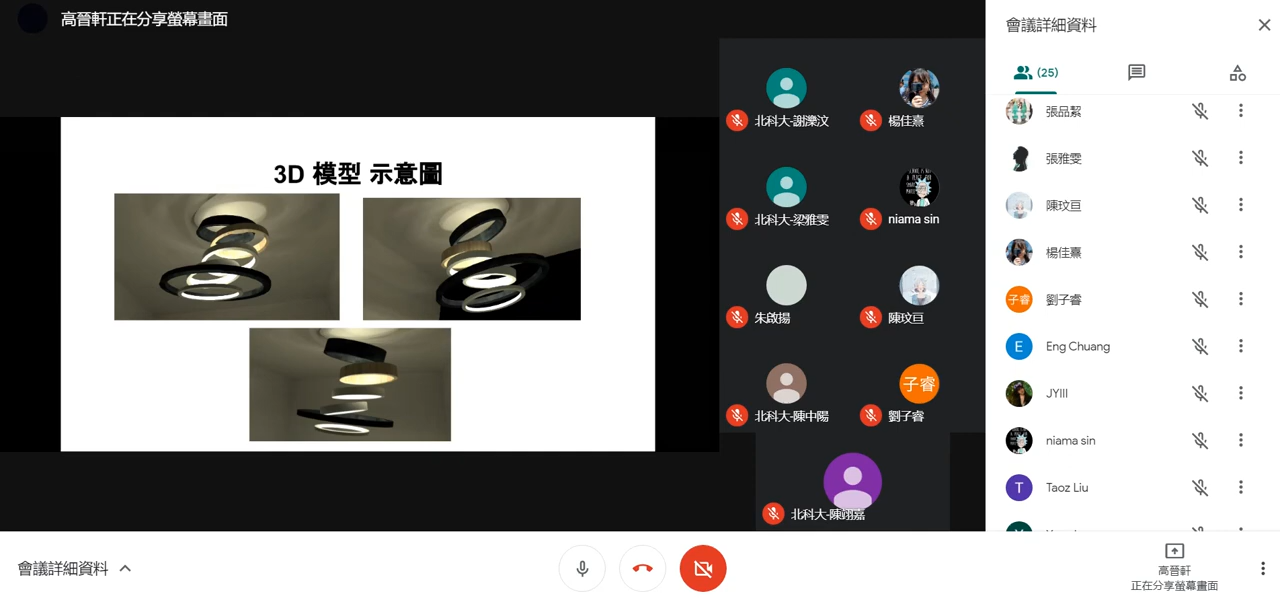 高晉軒正在分享螢幕畫面
3D 模型 示意圖
北科大-謝濼汶
楊佳熹
北科大-梁雅雯
niama sin
朱啟揚
陳玟亘
北科大-陳中陽
子睿
劉子睿
北科大-陳翊嘉
會議詳細資料
(25)
張品絜
張雅雯
陳玟亘
楊佳熹
子睿
劉子睿
E
Eng Chuang
JYIII
niama sin
T
Taoz Liu
會議詳細資料
高晉軒
正在分享螢幕畫面